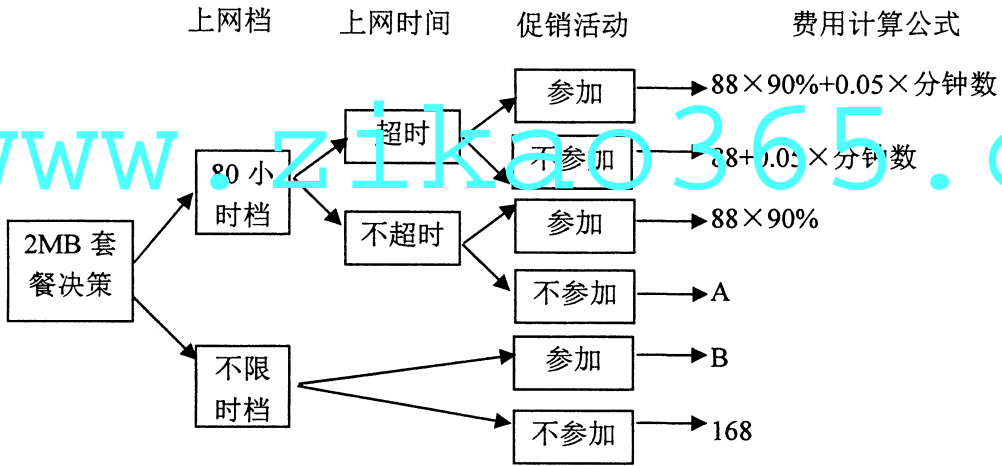 上网档 上网时间 促销活动 费用计算公式
参加 88×90%+0.05×分钟数
超时
不参加 88+0.05×分钟数
www.zikao365.c
80 小
时档
参加 88×90%
不超时
2MB 套
餐决策
不参加 A
不限
时档
参加 B
不参加 168